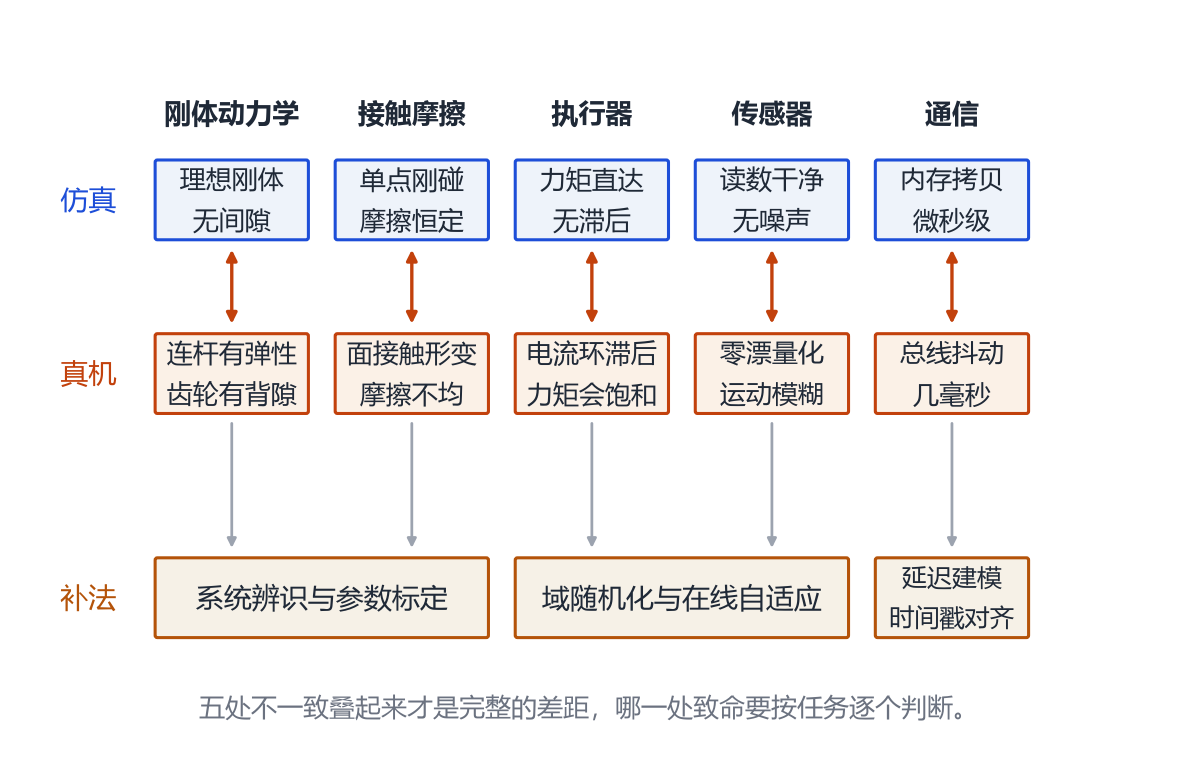 刚体动力学 接触摩擦 执行器 传感器 通信
仿真
理想刚体
无间隙
单点刚碰
摩擦恒定
力矩直达
无滞后
读数干净
无噪声
内存拷贝
微秒级
真机
连杆有弹性
齿轮有背隙
面接触形变
摩擦不均
电流环滞后
力矩会饱和
零漂量化
运动模糊
总线抖动
几毫秒
补法
系统辨识与参数标定
域随机化与在线自适应
延迟建模
时间戳对齐
五处不一致叠起来才是完整的差距，哪一处致命要按任务逐个判断。